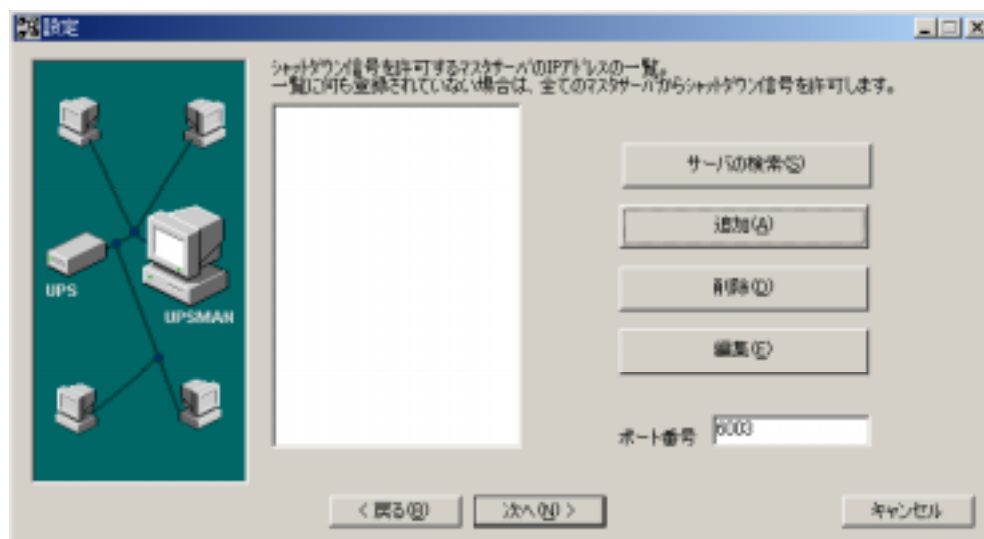 設定
シャットダウン信号を許可するマスタサーバのIPアドレスの一覧。
一覧に何も登録されていない場合は、全てのマスタサーバからシャットダウン信号を許可します。
サーバの検索(S)
追加(A)
UPS
UPSMAN
削除(D)
編集(E)
ポート番号 6003
< 戻る(B)
次へ(N) >
キャンセル